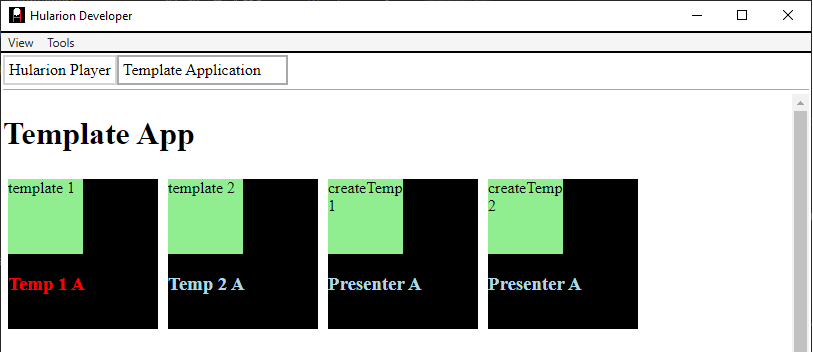 Hularion Developer
View Tools
Hularion Player Template Application
Template App
template 1
template 2
createTemp
1
createTemp
2
Temp 1 A
Temp 2 A
Presenter A
Presenter A